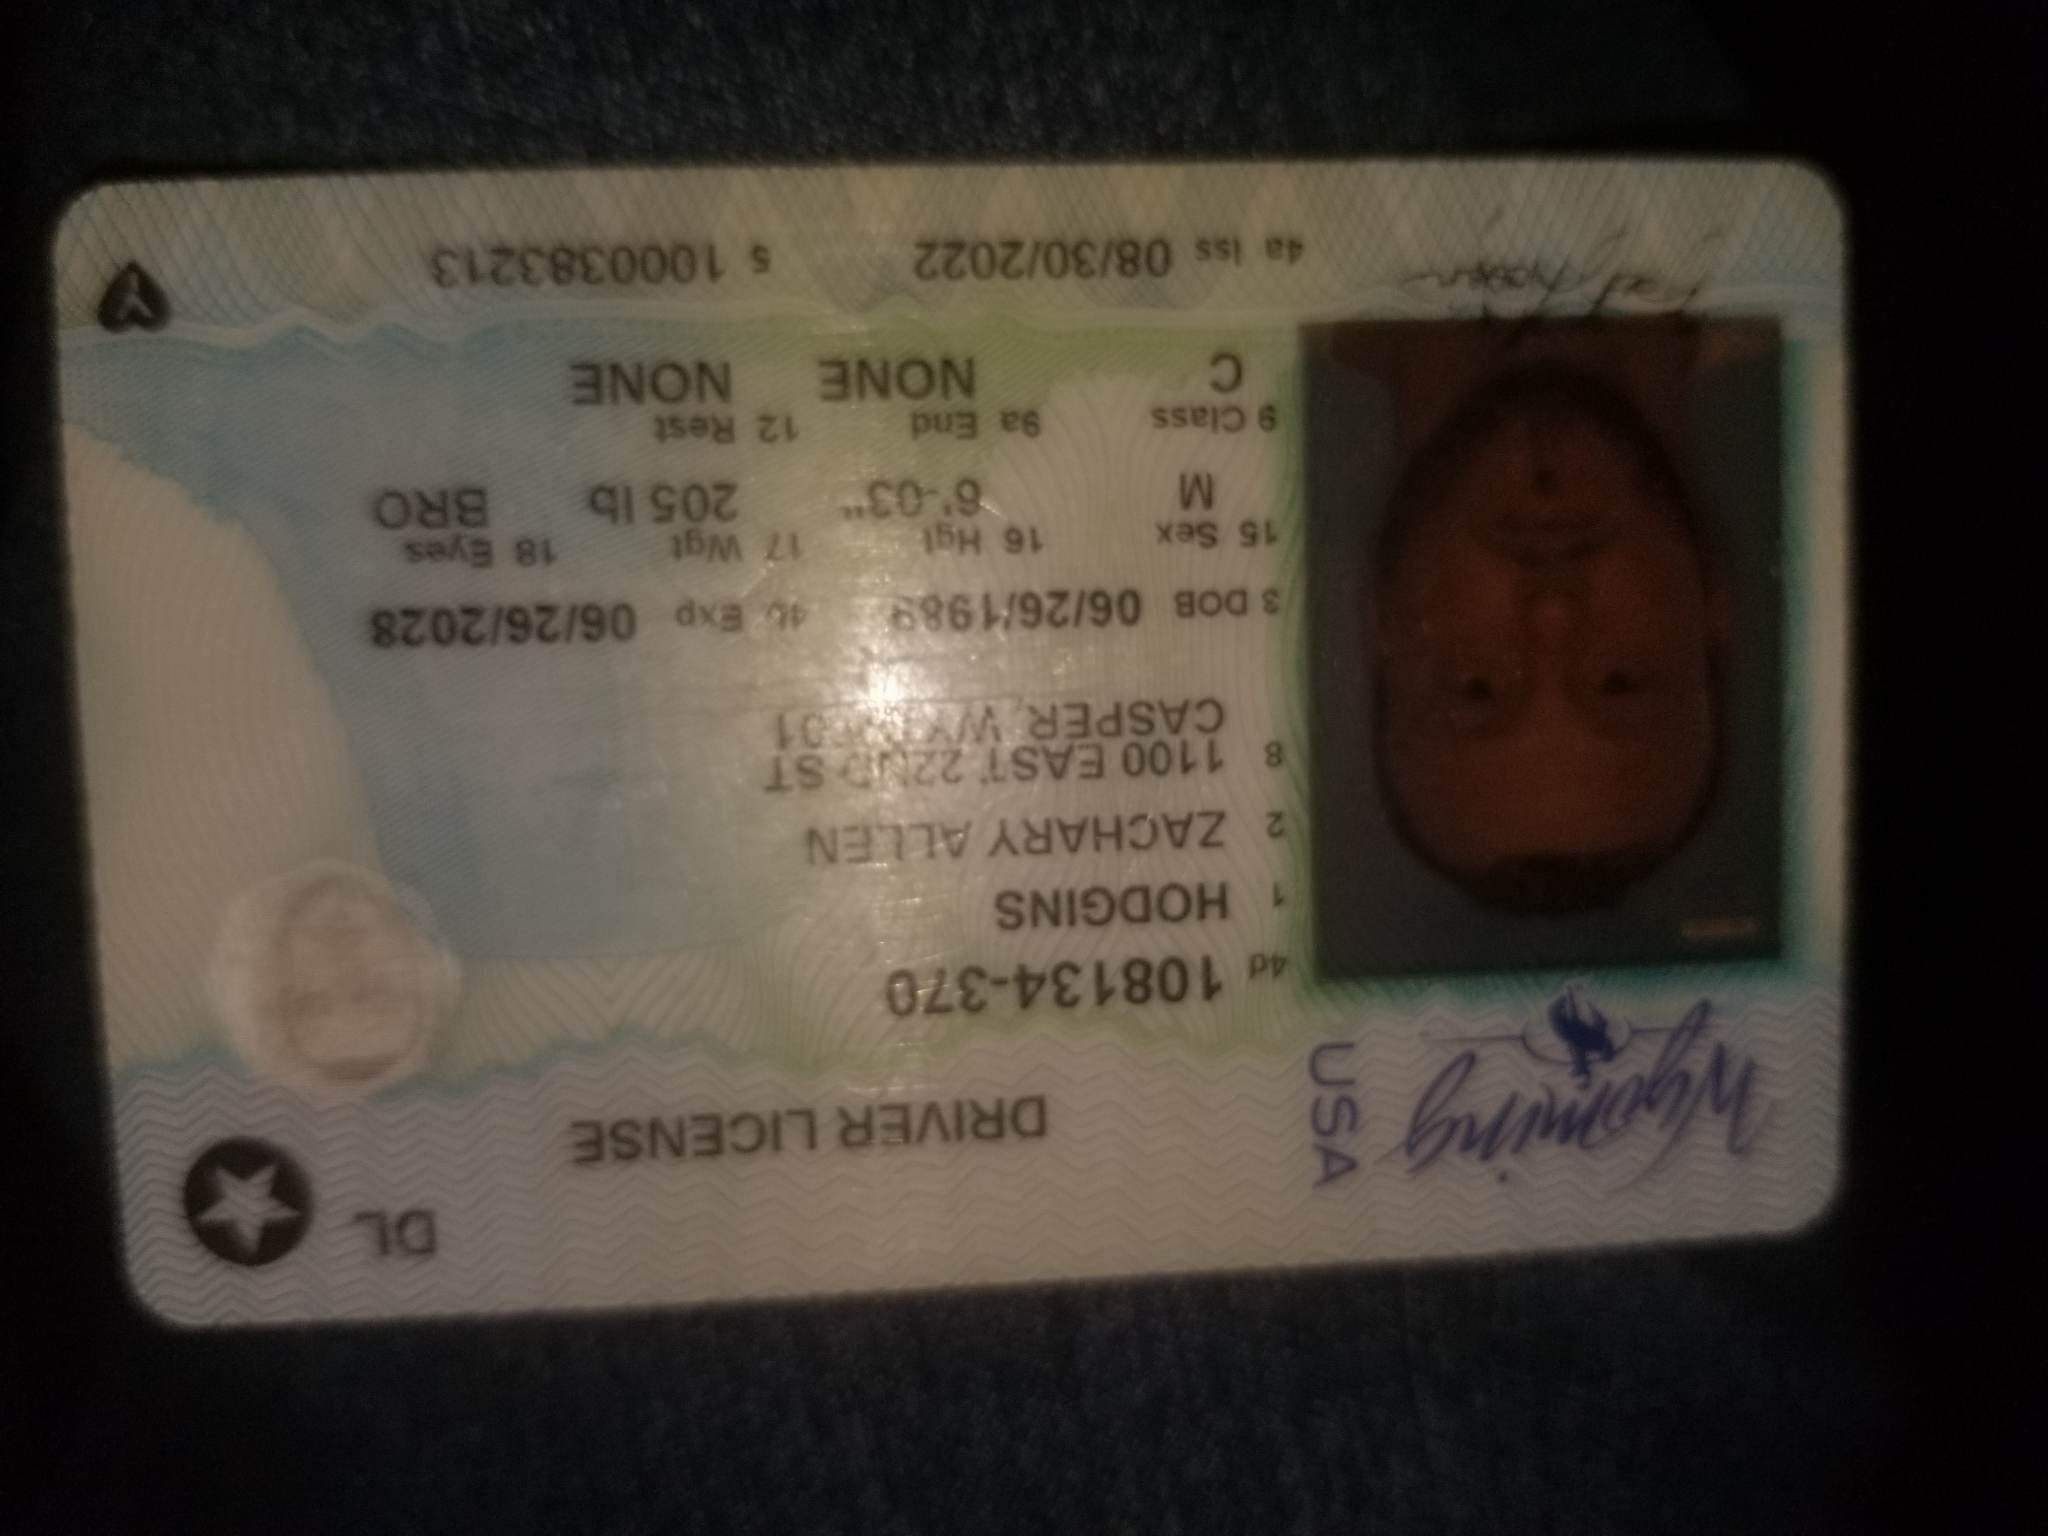 Wyoming
USA
DRIVER LICENSE
DL
4d 108134-370
1 HODGINS
2 ZACHARY ALLEN
8 1100 EAST 22ND ST
CASPER, WY
3 DOB 06/26/1989 4b Exp 06/26/2028
15 Sex 16 Hgt 17 Wgt 18 Eyes
M 6'-03" 205 lb BRO
9 Class 9a End 12 Rest
C NONE NONE
4a Iss 08/30/2022 5 1000383213